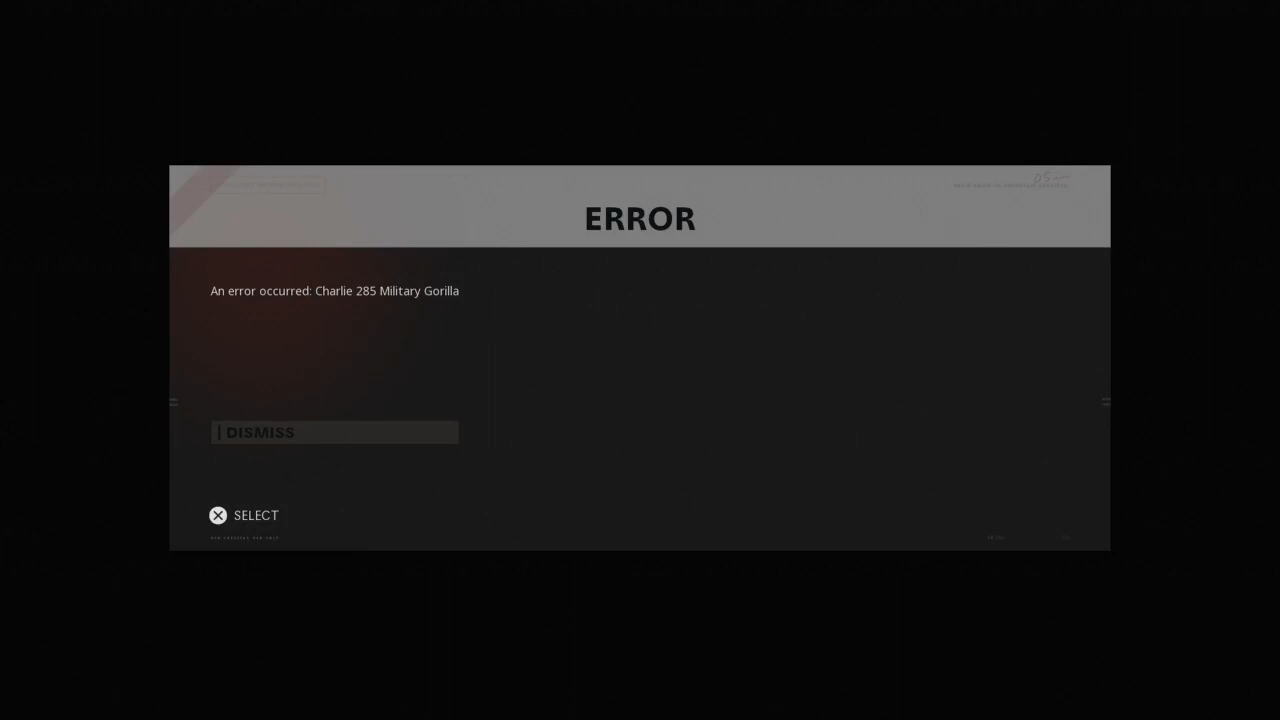 ERROR
An error occurred: Charlie 285 Military Gorilla
DISMISS
SELECT